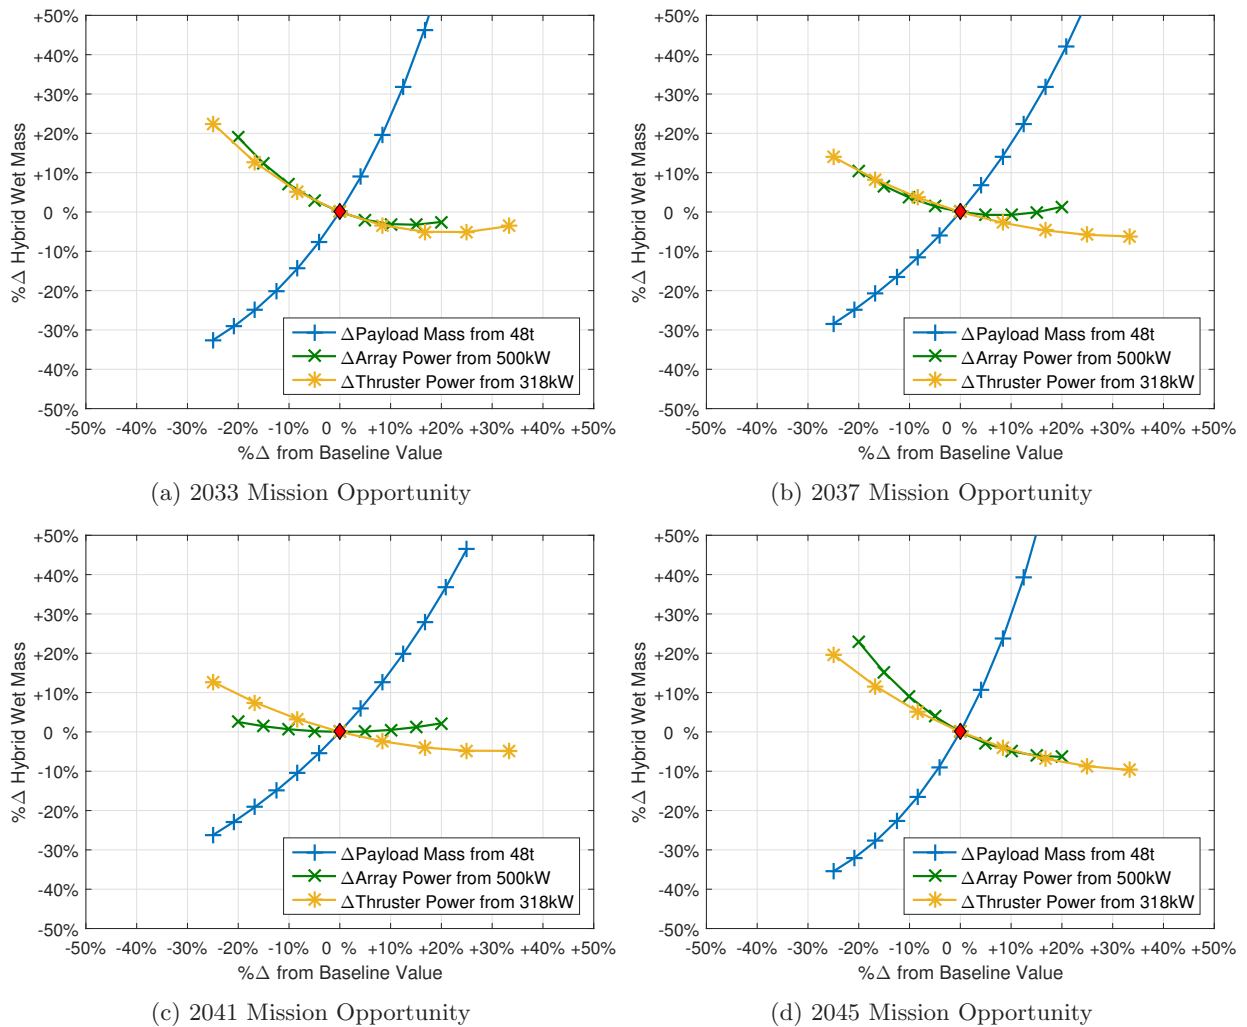 +50%
+40%
+30%
+20%
+10%
0 %
-10%
-20%
-30%
-40%
-50%
%Δ Hybrid Wet Mass
ΔPayload Mass from 48t
ΔArray Power from 500kW
ΔThruster Power from 318kW
-50% -40% -30% -20% -10% 0 % +10% +20% +30% +40% +50%
%Δ from Baseline Value
(a) 2033 Mission Opportunity
+50%
+40%
+30%
+20%
+10%
0 %
-10%
-20%
-30%
-40%
-50%
%Δ Hybrid Wet Mass
ΔPayload Mass from 48t
ΔArray Power from 500kW
ΔThruster Power from 318kW
-50% -40% -30% -20% -10% 0 % +10% +20% +30% +40% +50%
%Δ from Baseline Value
(b) 2037 Mission Opportunity
+50%
+40%
+30%
+20%
+10%
0 %
-10%
-20%
-30%
-40%
-50%
%Δ Hybrid Wet Mass
ΔPayload Mass from 48t
ΔArray Power from 500kW
ΔThruster Power from 318kW
-50% -40% -30% -20% -10% 0 % +10% +20% +30% +40% +50%
%Δ from Baseline Value
(c) 2041 Mission Opportunity
+50%
+40%
+30%
+20%
+10%
0 %
-10%
-20%
-30%
-40%
-50%
%Δ Hybrid Wet Mass
ΔPayload Mass from 48t
ΔArray Power from 500kW
ΔThruster Power from 318kW
-50% -40% -30% -20% -10% 0 % +10% +20% +30% +40% +50%
%Δ from Baseline Value
(d) 2045 Mission Opportunity